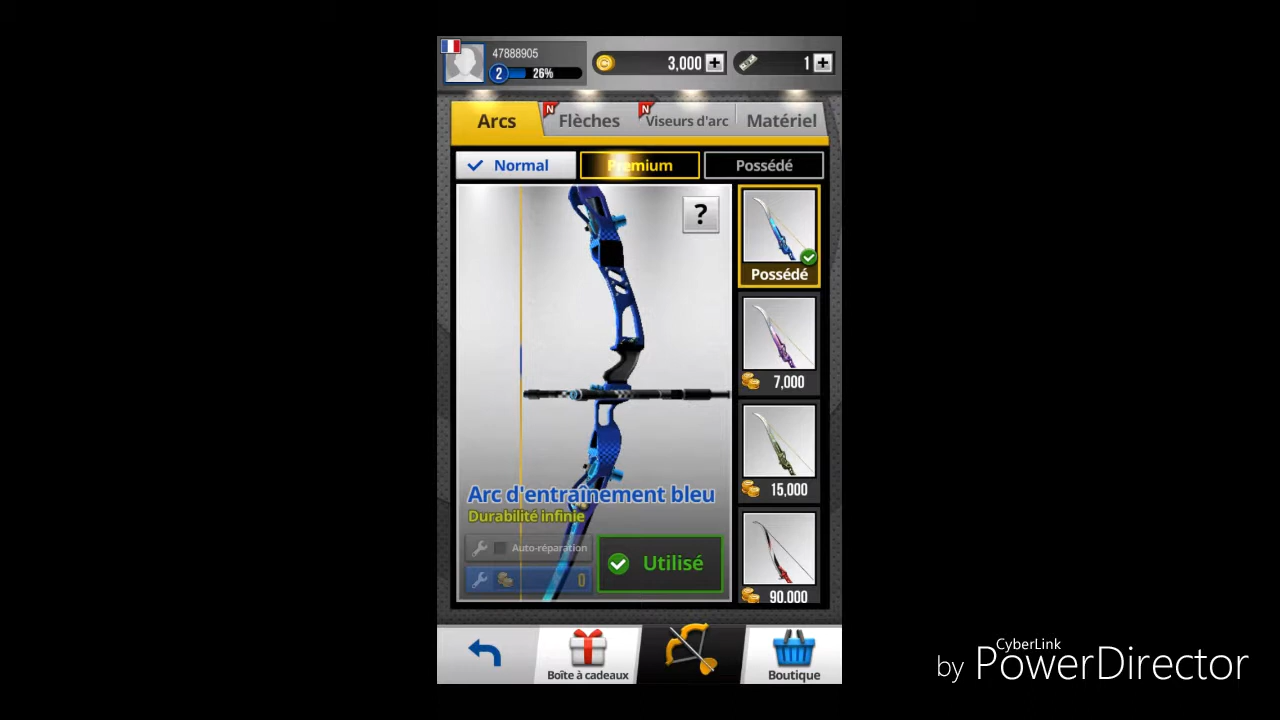 47888905
2 26%
3,000
1
Arcs
N Flèches
N Viseurs d'arc
Matériel
Normal
Premium
Possédé
?
Possédé
7,000
15,000
90,000
Arc d'entraînement bleu
Durabilité infinie
Auto-réparation
0
Utilisé
Boîte à cadeaux
Boutique
by CyberLink PowerDirector